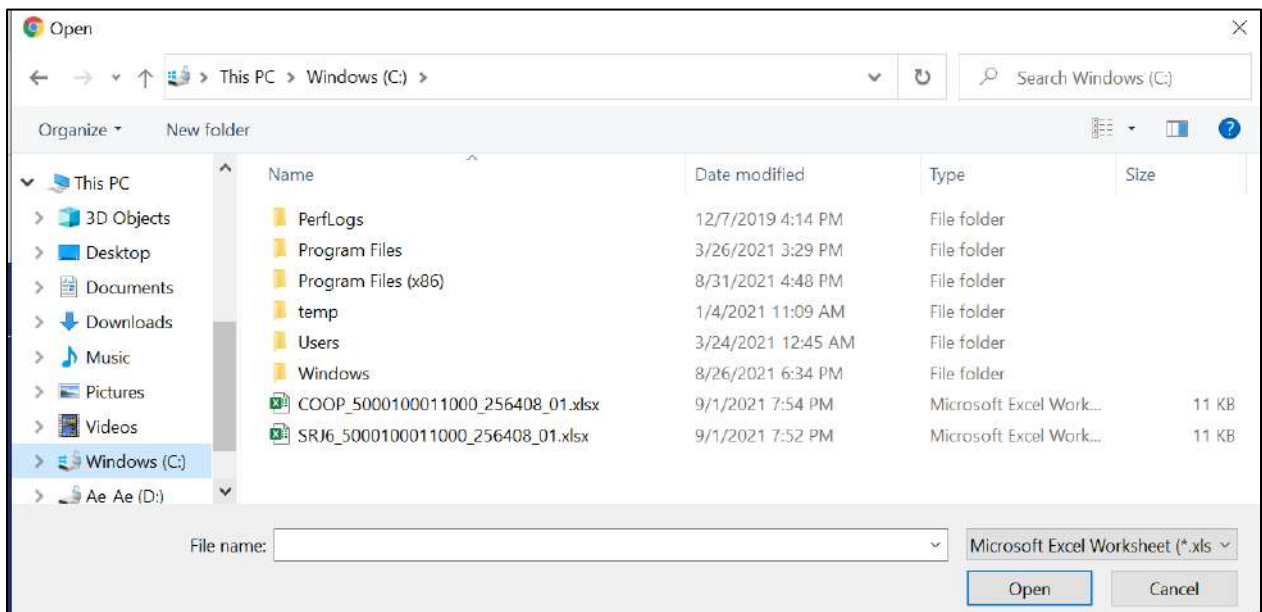 Open
This PC > Windows (C:) >
Search Windows (C:)
Organize
New folder
Name Date modified Type Size
This PC
3D Objects
Desktop
Documents
Downloads
Music
Pictures
Videos
Windows (C:)
Ae Ae (D:)
PerfLogs 12/7/2019 4:14 PM File folder
Program Files 3/26/2021 3:29 PM File folder
Program Files (x86) 8/31/2021 4:48 PM File folder
temp 1/4/2021 11:09 AM File folder
Users 3/24/2021 12:45 AM File folder
Windows 8/26/2021 6:34 PM File folder
COOP_5000100011000_256408_01.xlsx 9/1/2021 7:54 PM Microsoft Excel Work... 11 KB
SRJ6_5000100011000_256408_01.xlsx 9/1/2021 7:52 PM Microsoft Excel Work... 11 KB
File name:
Microsoft Excel Worksheet (*.xls
Open
Cancel